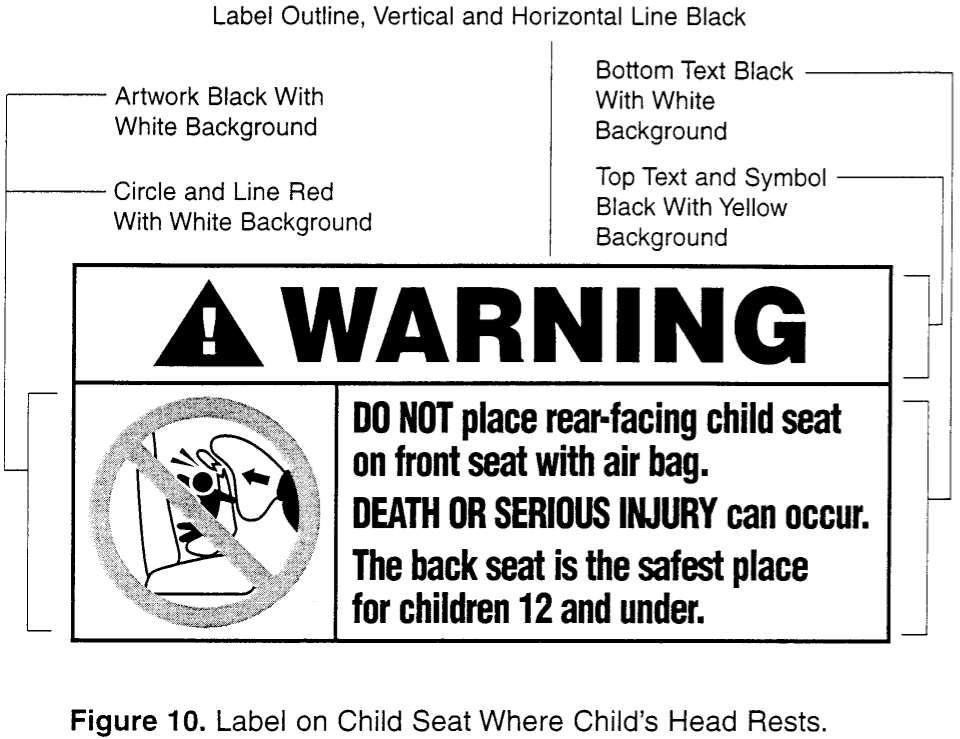 Label Outline, Vertical and Horizontal Line Black
Artwork Black With
White Background
Circle and Line Red
With White Background
Bottom Text Black
With White
Background
Top Text and Symbol
Black With Yellow
Background
! WARNING
DO NOT place rear-facing child seat
on front seat with air bag.
DEATH OR SERIOUS INJURY can occur.
The back seat is the safest place
for children 12 and under.
Figure 10. Label on Child Seat Where Child's Head Rests.